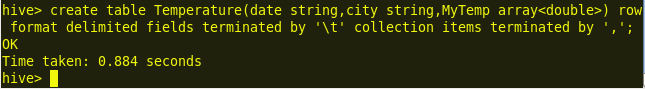 hive> create table Temperature(date string,city string,MyTemp array<double>) row
 format delimited fields terminated by '\t' collection items terminated by ',';
OK
Time taken: 0.884 seconds
hive>